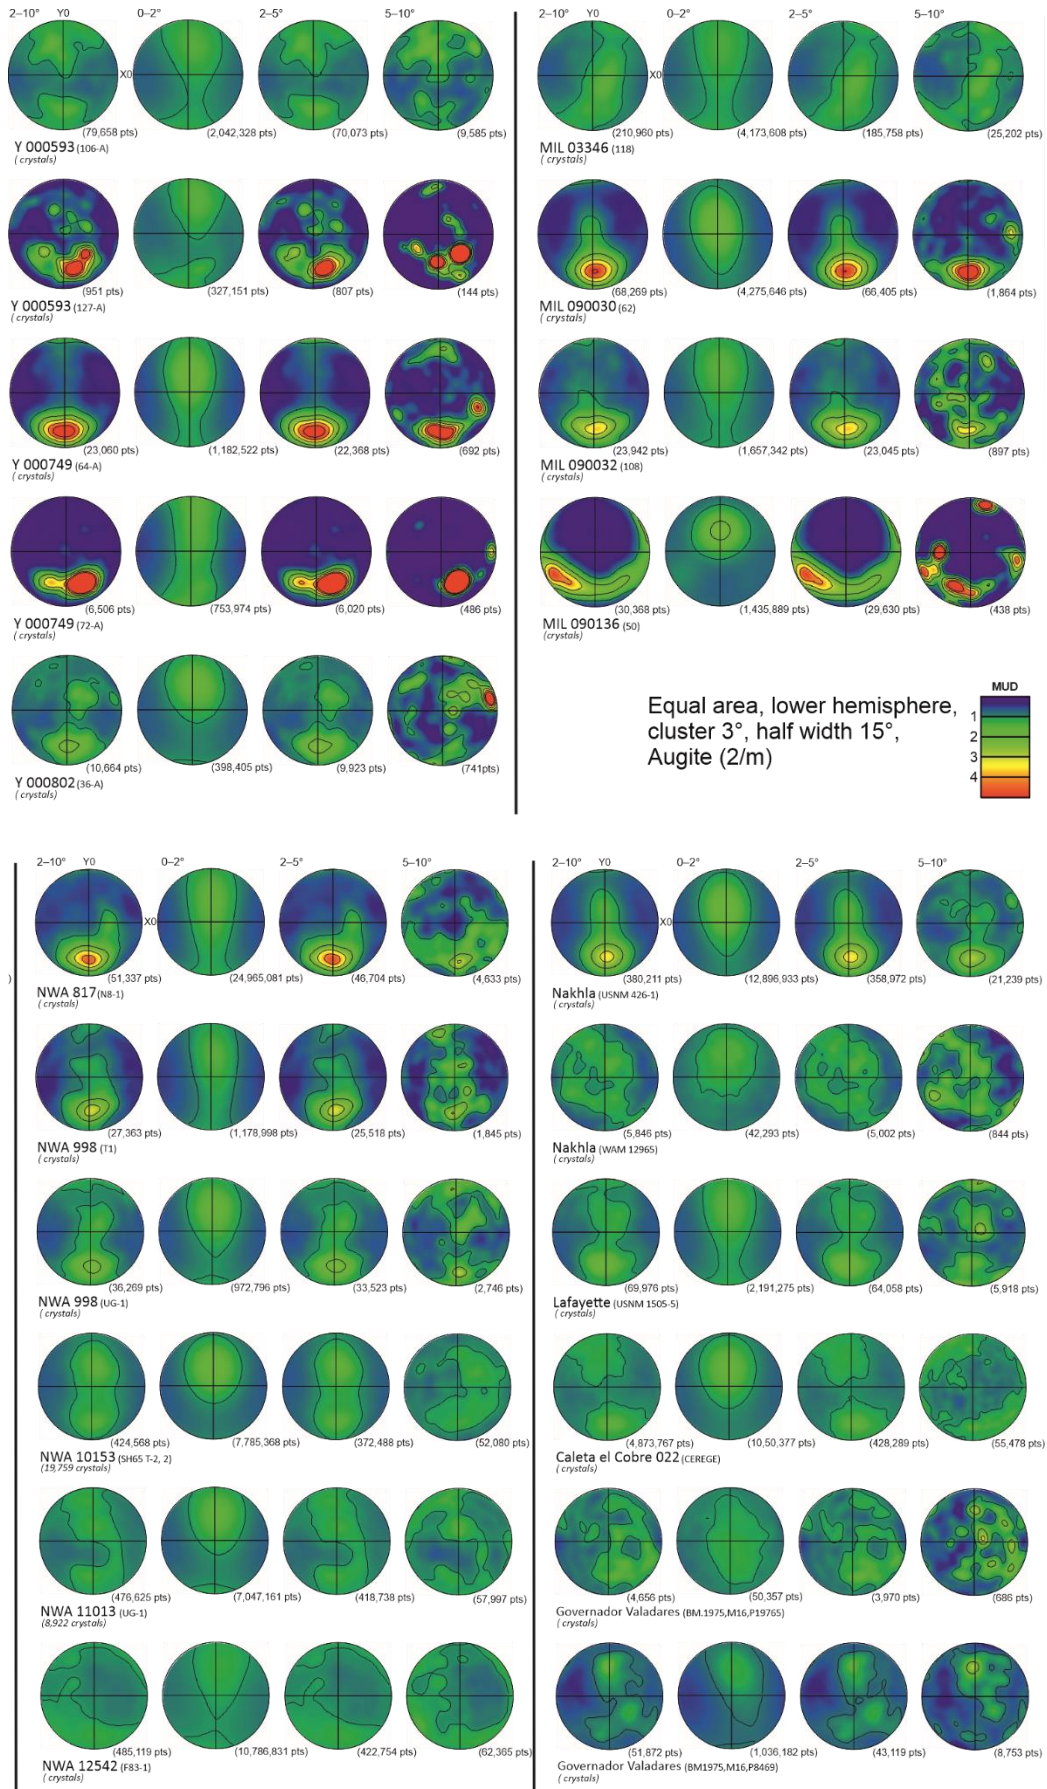 2–10° Y0 0–2° 2–5° 5–10°
X0
(79,658 pts) (2,042,328 pts) (70,073 pts) (9,585 pts)
Y 000593 (106-A)
( crystals)
(951 pts) (327,151 pts) (807 pts) (144 pts)
Y 000593 (127-A)
( crystals)
(23,060 pts) (1,182,522 pts) (22,368 pts) (692 pts)
Y 000749 (64-A)
( crystals)
(6,506 pts) (753,974 pts) (6,020 pts) (486 pts)
Y 000749 (72-A)
( crystals)
(10,664 pts) (398,405 pts) (9,923 pts) (741pts)
Y 000802 (36-A)
( crystals)
2–10° Y0 0–2° 2–5° 5–10°
X0
(210,960 pts) (4,173,608 pts) (185,758 pts) (25,202 pts)
MIL 03346 (118)
( crystals)
(68,269 pts) (4,275,646 pts) (66,405 pts) (1,864 pts)
MIL 090030 (62)
( crystals)
(23,942 pts) (1,657,342 pts) (23,045 pts) (897 pts)
MIL 090032 (108)
( crystals)
(30,368 pts) (1,435,889 pts) (29,630 pts) (438 pts)
MIL 090136 (50)
(crystals)
Equal area, lower hemisphere,
cluster 3°, half width 15°,
Augite (2/m)
MUD
1
2
3
4
2–10° Y0 0–2° 2–5° 5–10°
X0
(51,337 pts) (24,965,081 pts) (46,704 pts) (4,633 pts)
)
NWA 817 (N8-1)
( crystals)
(27,363 pts) (1,178,998 pts) (25,518 pts) (1,845 pts)
NWA 998 (T1)
( crystals)
(36,269 pts) (972,796 pts) (33,523 pts) (2,746 pts)
NWA 998 (UG-1)
( crystals)
(424,568 pts) (7,785,368 pts) (372,488 pts) (52,080 pts)
NWA 10153 (SH65 T-2, 2)
(19,759 crystals)
(476,625 pts) (7,047,161 pts) (418,738 pts) (57,997 pts)
NWA 11013 (UG-1)
(8,922 crystals)
(485,119 pts) (10,786,831 pts) (422,754 pts) (62,365 pts)
NWA 12542 (F83-1)
( crystals)
2–10° Y0 0–2° 2–5° 5–10°
X0
(380,211 pts) (12,896,933 pts) (358,972 pts) (21,239 pts)
Nakhla (USNM 426-1)
( crystals)
(5,846 pts) (42,293 pts) (5,002 pts) (844 pts)
Nakhla (WAM 12965)
( crystals)
(69,976 pts) (2,191,275 pts) (64,058 pts) (5,918 pts)
Lafayette (USNM 1505-5)
( crystals)
(4,873,767 pts) (10,50,377 pts) (428,289 pts) (55,478 pts)
Caleta el Cobre 022 (CEREGE)
( crystals)
(4,656 pts) (50,357 pts) (3,970 pts) (686 pts)
Governador Valadares (BM.1975,M16,P19765)
( crystals)
(51,872 pts) (1,036,182 pts) (43,119 pts) (8,753 pts)
Governador Valadares (BM1975,M16,P8469)
( crystals)